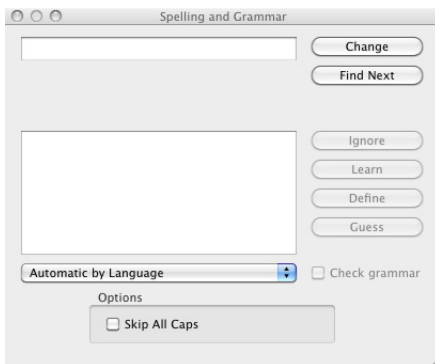 Spelling and Grammar
Change
Find Next
Ignore
Learn
Define
Guess
Automatic by Language
Check grammar
Options
Skip All Caps